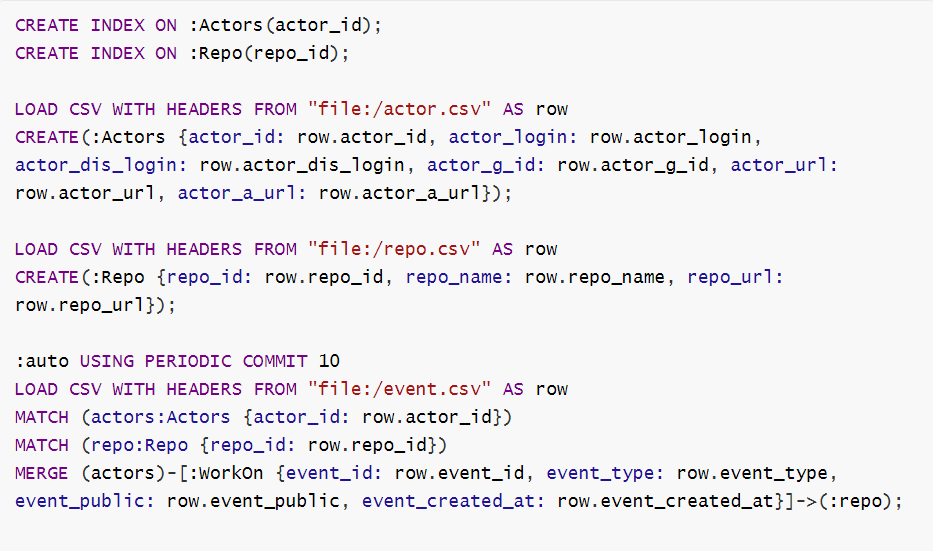 CREATE INDEX ON :Actors(actor_id);
CREATE INDEX ON :Repo(repo_id);
LOAD CSV WITH HEADERS FROM "file:/actor.csv" AS row
CREATE(:Actors {actor_id: row.actor_id, actor_login: row.actor_login,
actor_dis_login: row.actor_dis_login, actor_g_id: row.actor_g_id, actor_url:
row.actor_url, actor_a_url: row.actor_a_url});
LOAD CSV WITH HEADERS FROM "file:/repo.csv" AS row
CREATE(:Repo {repo_id: row.repo_id, repo_name: row.repo_name, repo_url:
row.repo_url});
:auto USING PERIODIC COMMIT 10
LOAD CSV WITH HEADERS FROM "file:/event.csv" AS row
MATCH (actors:Actors {actor_id: row.actor_id})
MATCH (repo:Repo {repo_id: row.repo_id})
MERGE (actors)-[:WorkOn {event_id: row.event_id, event_type: row.event_type,
event_public: row.event_public, event_created_at: row.event_created_at}]->(:repo);